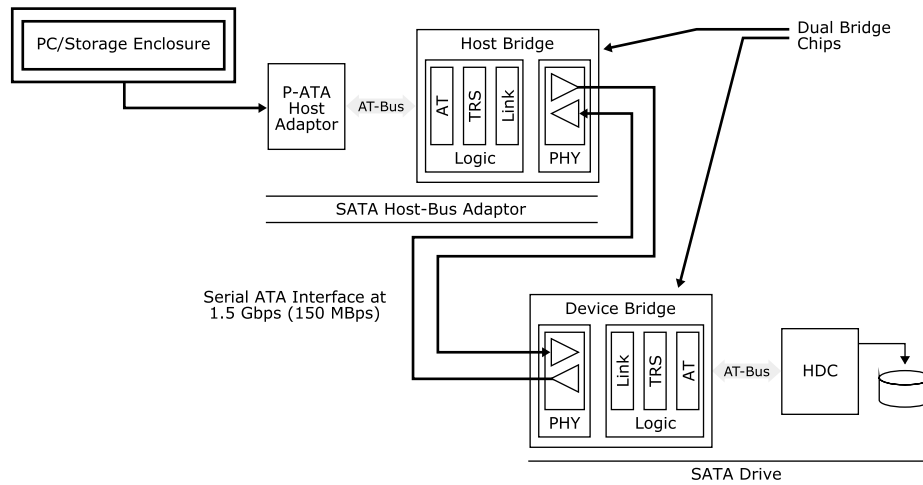 PC/Storage Enclosure
P-ATA
Host
Adaptor
AT-Bus
Host Bridge
AT
TRS
Link
Logic
PHY
Dual Bridge
Chips
SATA Host-Bus Adaptor
Serial ATA Interface at
1.5 Gbps (150 MBps)
Device Bridge
PHY
Link
TRS
AT
Logic
AT-Bus
HDC
SATA Drive